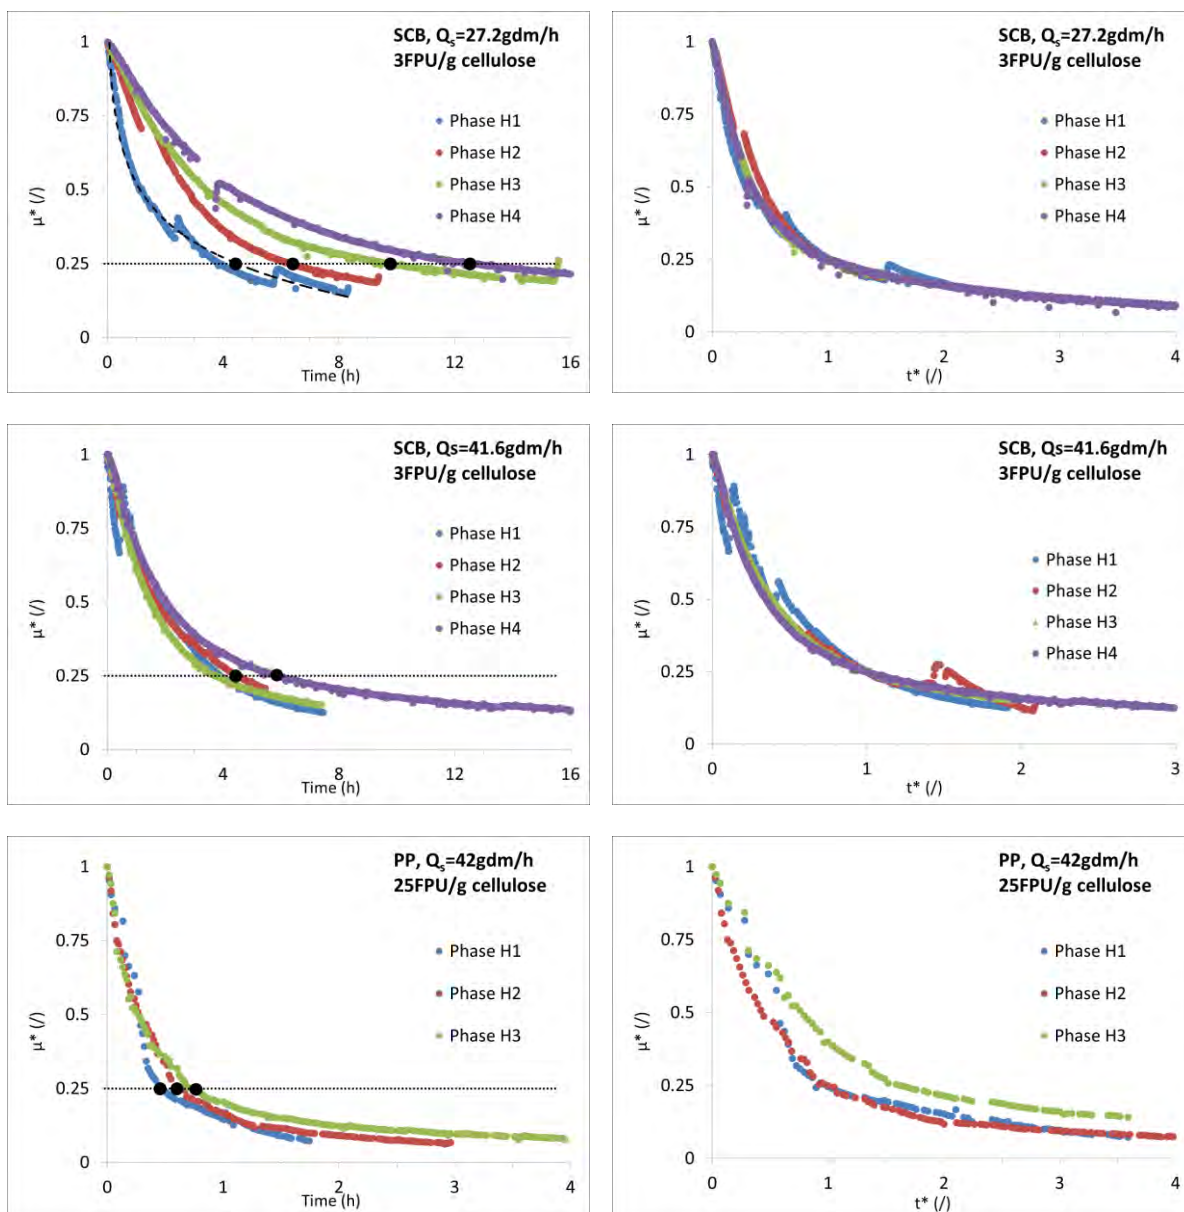 SCB, Qs=27.2gdm/h
3FPU/g cellulose
Phase H1
Phase H2
Phase H3
Phase H4
1
0.75
0.5
0.25
0
µ* (/)
0
4
8
12
16
Time (h)
SCB, Qs=27.2gdm/h
3FPU/g cellulose
Phase H1
Phase H2
Phase H3
Phase H4
1
0.75
0.5
0.25
0
µ* (/)
0
1
2
3
4
t* (/)
SCB, Qs=41.6gdm/h
3FPU/g cellulose
Phase H1
Phase H2
Phase H3
Phase H4
1
0.75
0.5
0.25
0
µ* (/)
0
4
8
12
16
Time (h)
SCB, Qs=41.6gdm/h
3FPU/g cellulose
Phase H1
Phase H2
Phase H3
Phase H4
1
0.75
0.5
0.25
0
µ* (/)
0
1
2
3
t* (/)
PP, Qs=42gdm/h
25FPU/g cellulose
Phase H1
Phase H2
Phase H3
1
0.75
0.5
0.25
0
µ* (/)
0
1
2
3
4
Time (h)
PP, Qs=42gdm/h
25FPU/g cellulose
Phase H1
Phase H2
Phase H3
1
0.75
0.5
0.25
0
µ* (/)
0
1
2
3
4
t* (/)